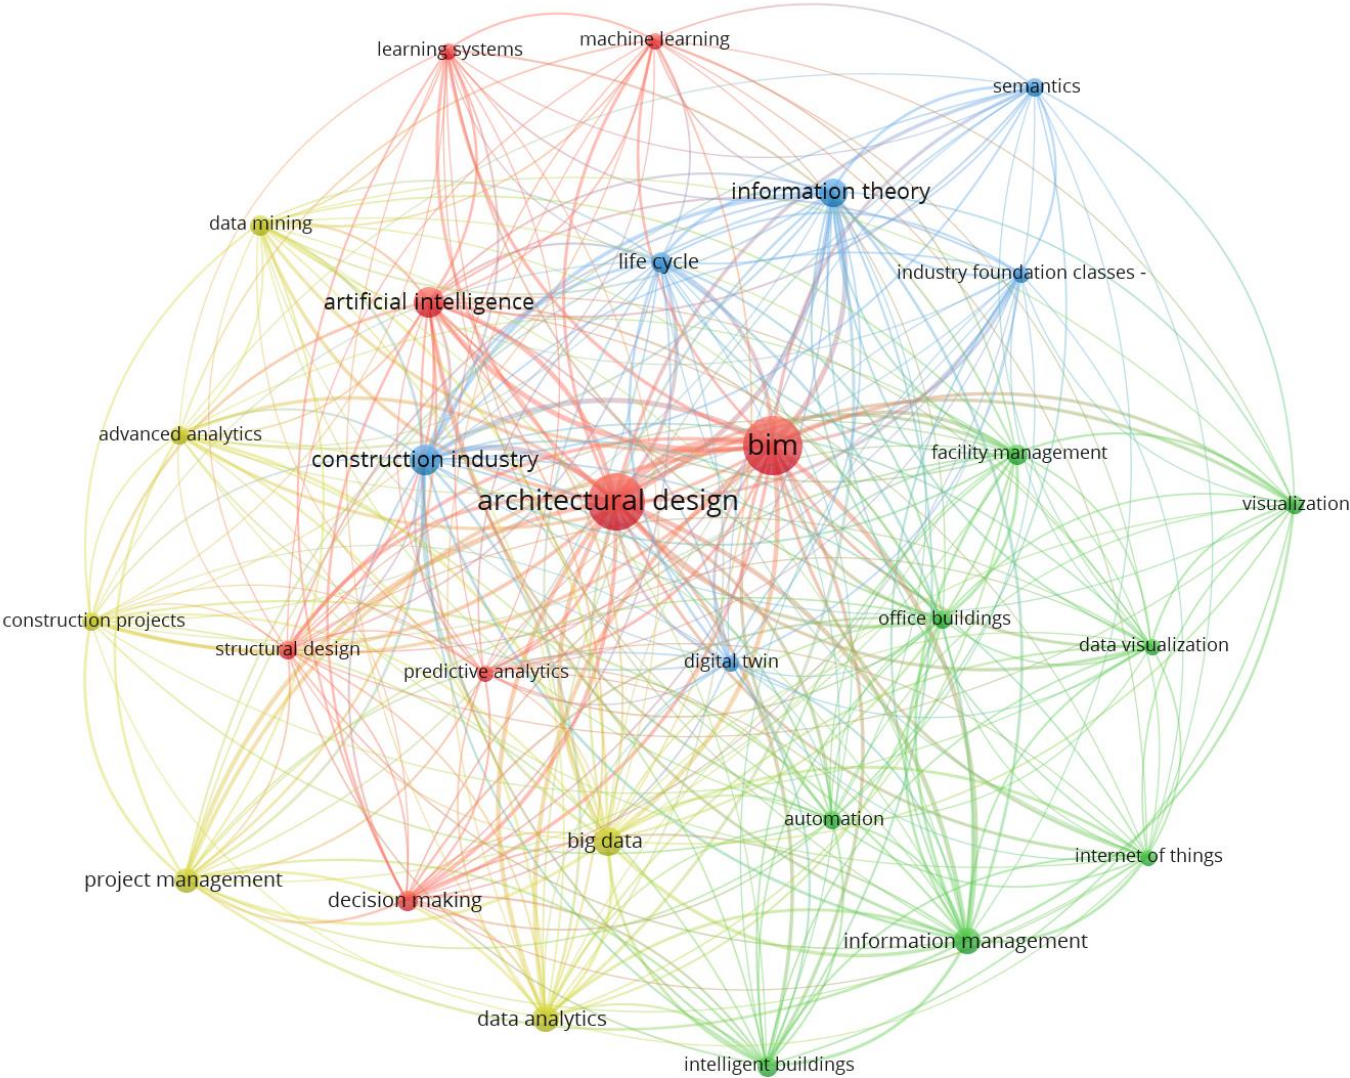 machine learning
learning systems
semantics
information theory
data mining
life cycle
industry foundation classes -
artificial intelligence
advanced analytics
bim
facility management
construction industry
architectural design
visualization
construction projects
office buildings
structural design
data visualization
predictive analytics
digital twin
automation
big data
internet of things
project management
decision making
information management
data analytics
intelligent buildings